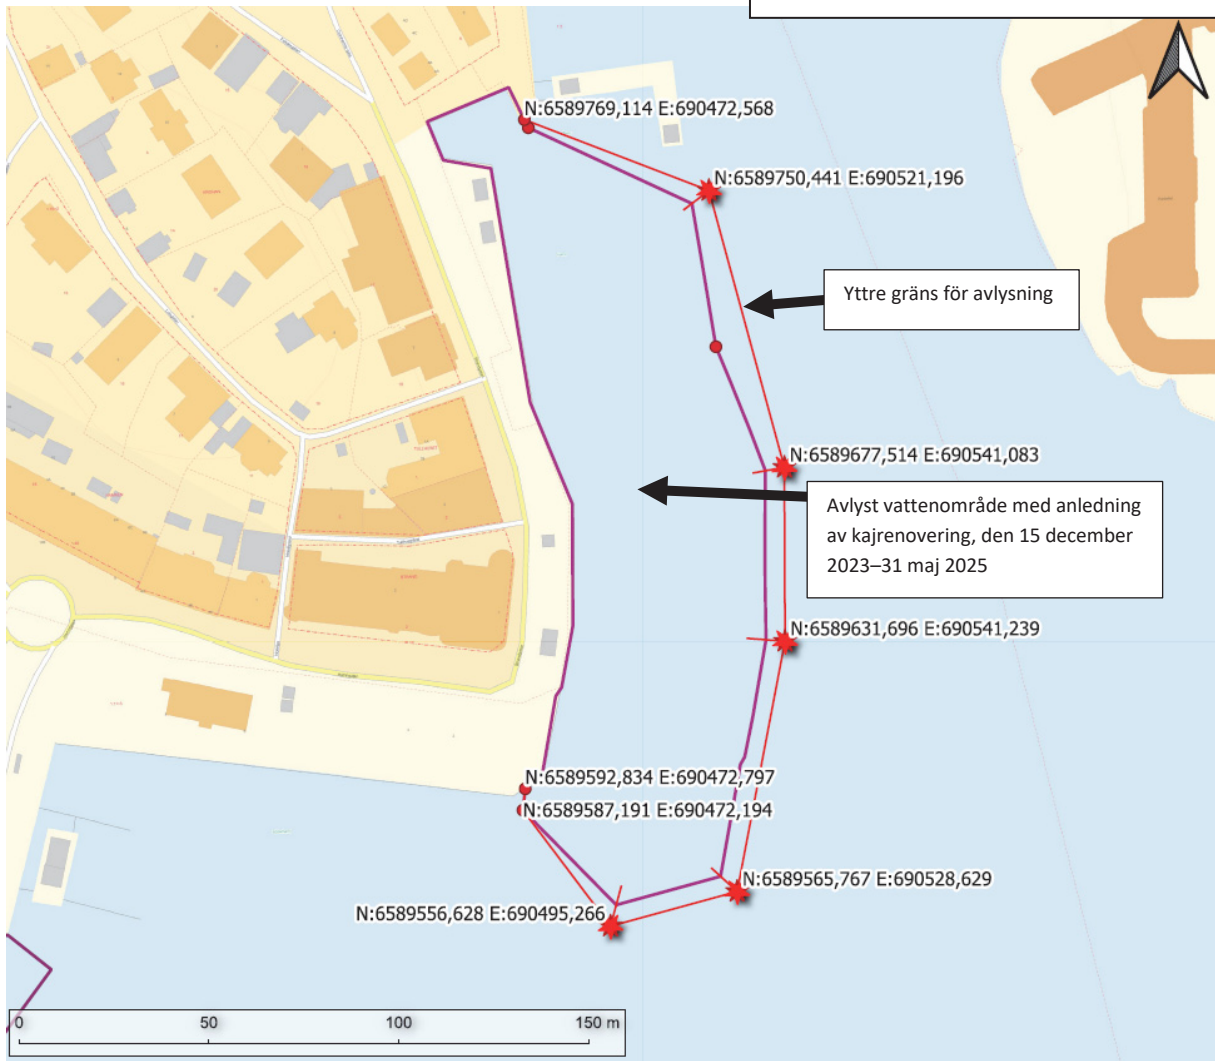 N:6589769,114 E:690472,568
N:6589750,441 E:690521,196
Yttre gräns för avlysning
N:6589677,514 E:690541,083
Avlyst vattenområde med anledning
av kajrenovering, den 15 december
2023–31 maj 2025
N:6589631,696 E:690541,239
N:6589592,834 E:690472,797
N:6589587,191 E:690472,194
N:6589565,767 E:690528,629
N:6589556,628 E:690495,266
0 50 100 150 m